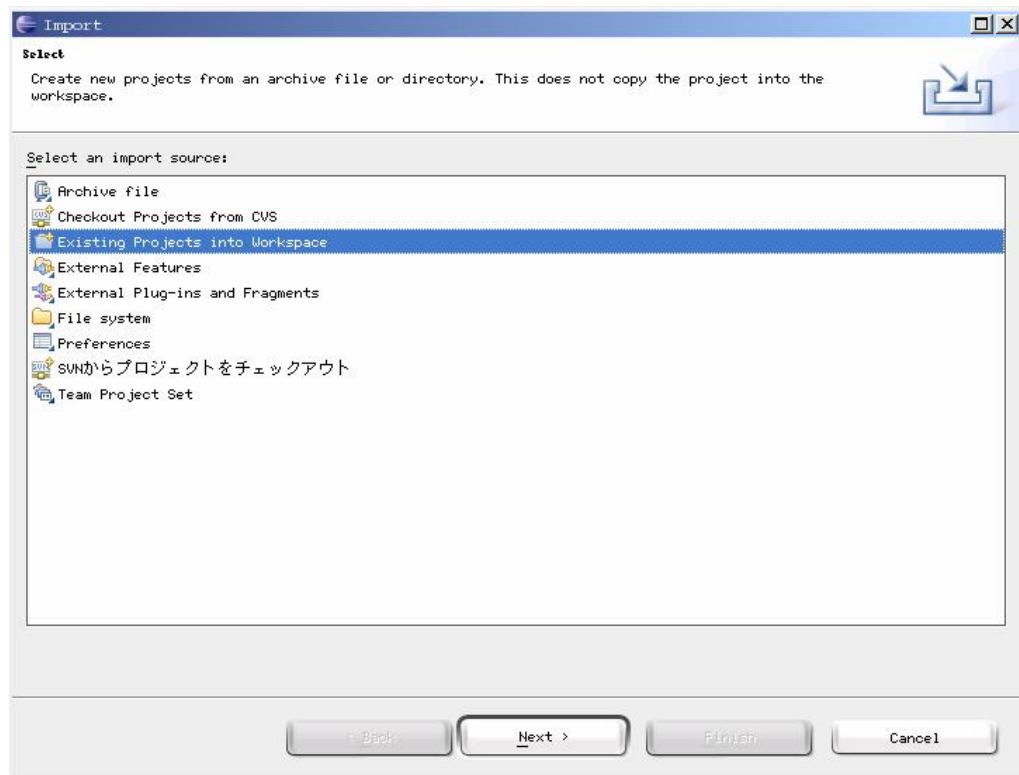 Import
Select
Create new projects from an archive file or directory. This does not copy the project into the
workspace.
Select an import source:
Archive file
Checkout Projects from CVS
Existing Projects into Workspace
External Features
External Plug-ins and Fragments
File system
Preferences
SVNからプロジェクトをチェックアウト
Team Project Set
< Back
Next >
Finish
Cancel